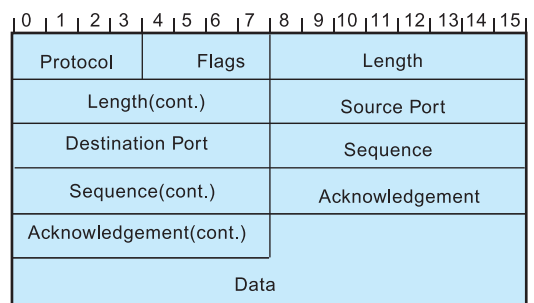 0 1 2 3 4 5 6 7 8 9 10 11 12 13 14 15
Protocol Flags Length
Length(cont.) Source Port
Destination Port Sequence
Sequence(cont.) Acknowledgement
Acknowledgement(cont.)
Data